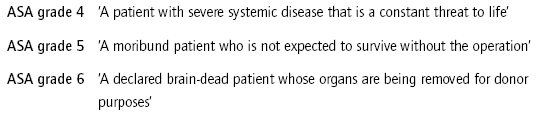 ASA grade 4 ‘A patient with severe systemic disease that is a constant threat to life’
ASA grade 5 ‘A moribund patient who is not expected to survive without the operation’
ASA grade 6 ‘A declared brain-dead patient whose organs are being removed for donor
purposes’